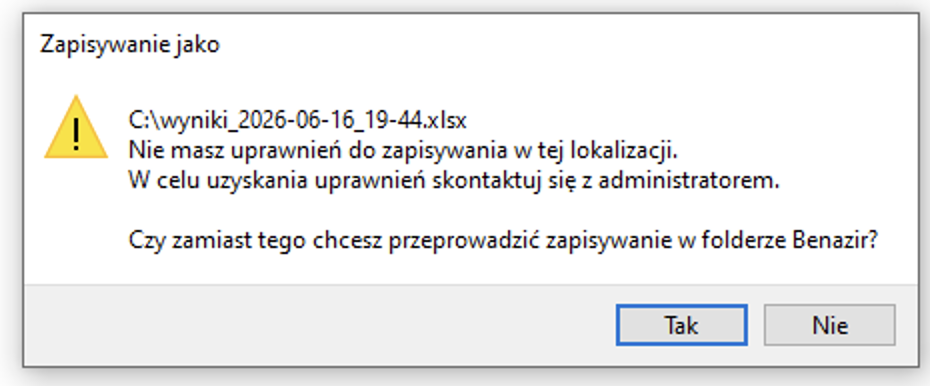 Zapisywanie jako
C:\wyniki_2026-06-16_19-44.xlsx
Nie masz uprawnień do zapisywania w tej lokalizacji.
W celu uzyskania uprawnień skontaktuj się z administratorem.
Czy zamiast tego chcesz przeprowadzić zapisywanie w folderze Benazir?
Tak
Nie